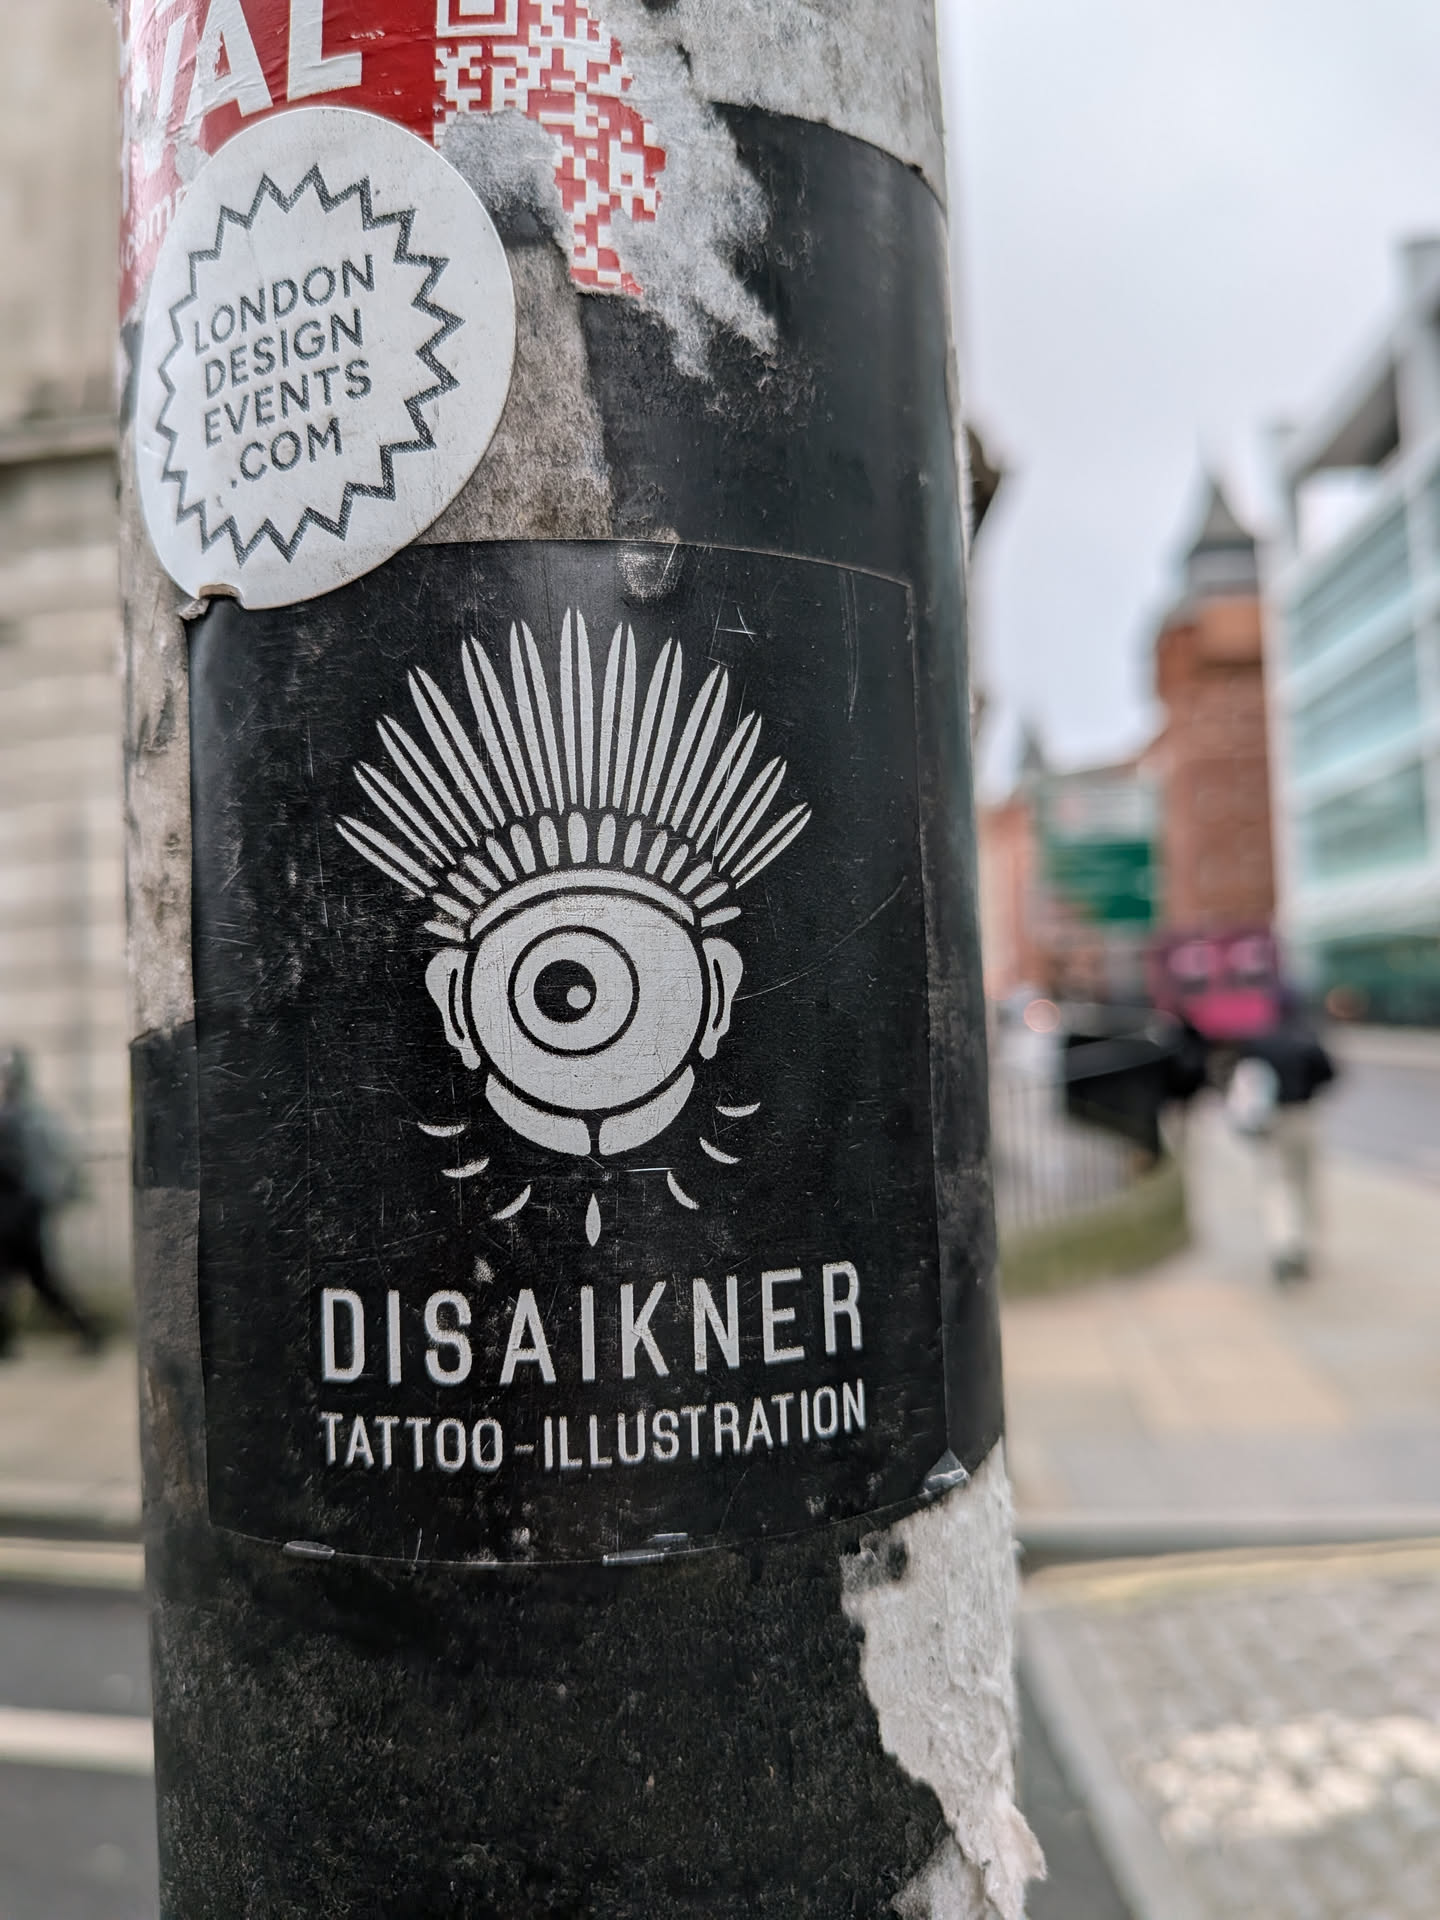 LONDON
DESIGN
EVENTS
.COM
DISAIKNER
TATTOO-ILLUSTRATION